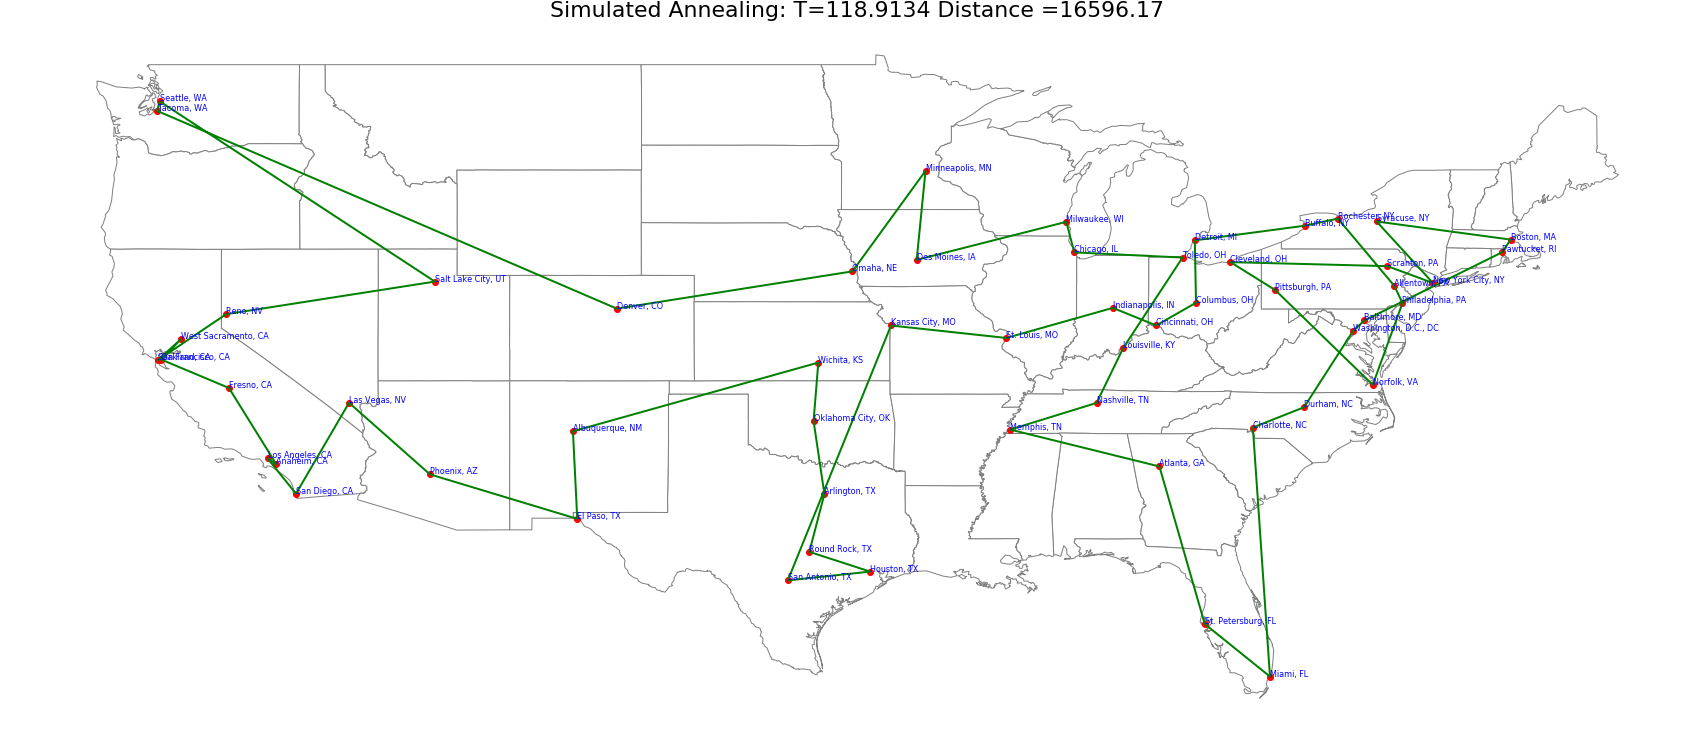 Simulated Annealing: T=118.9134 Distance =16596.17
Seattle, WA
Tacoma, WA
Minneapolis, MN
Milwaukee, WI
Rochester, NY
Syracuse, NY
Buffalo, NY
Detroit, MI
Boston, MA
Pawtucket, RI
Chicago, IL
Toledo, OH
Cleveland, OH
Des Moines, IA
Scranton, PA
Omaha, NE
Salt Lake City, UT
New York City, NY
Pittsburgh, PA
Philadelphia, PA
Columbus, OH
Indianapolis, IN
Denver, CO
Reno, NV
Baltimore, MD
Kansas City, MO
Cincinnati, OH
Washington, D.C., DC
West Sacramento, CA
St. Louis, MO
Louisville, KY
San Francisco, CA
Wichita, KS
Fresno, CA
Norfolk, VA
Las Vegas, NV
Nashville, TN
Durham, NC
Oklahoma City, OK
Albuquerque, NM
Memphis, TN
Charlotte, NC
Los Angeles, CA
Anaheim, CA
Atlanta, GA
Phoenix, AZ
San Diego, CA
Arlington, TX
El Paso, TX
Round Rock, TX
Houston, TX
San Antonio, TX
St. Petersburg, FL
Miami, FL